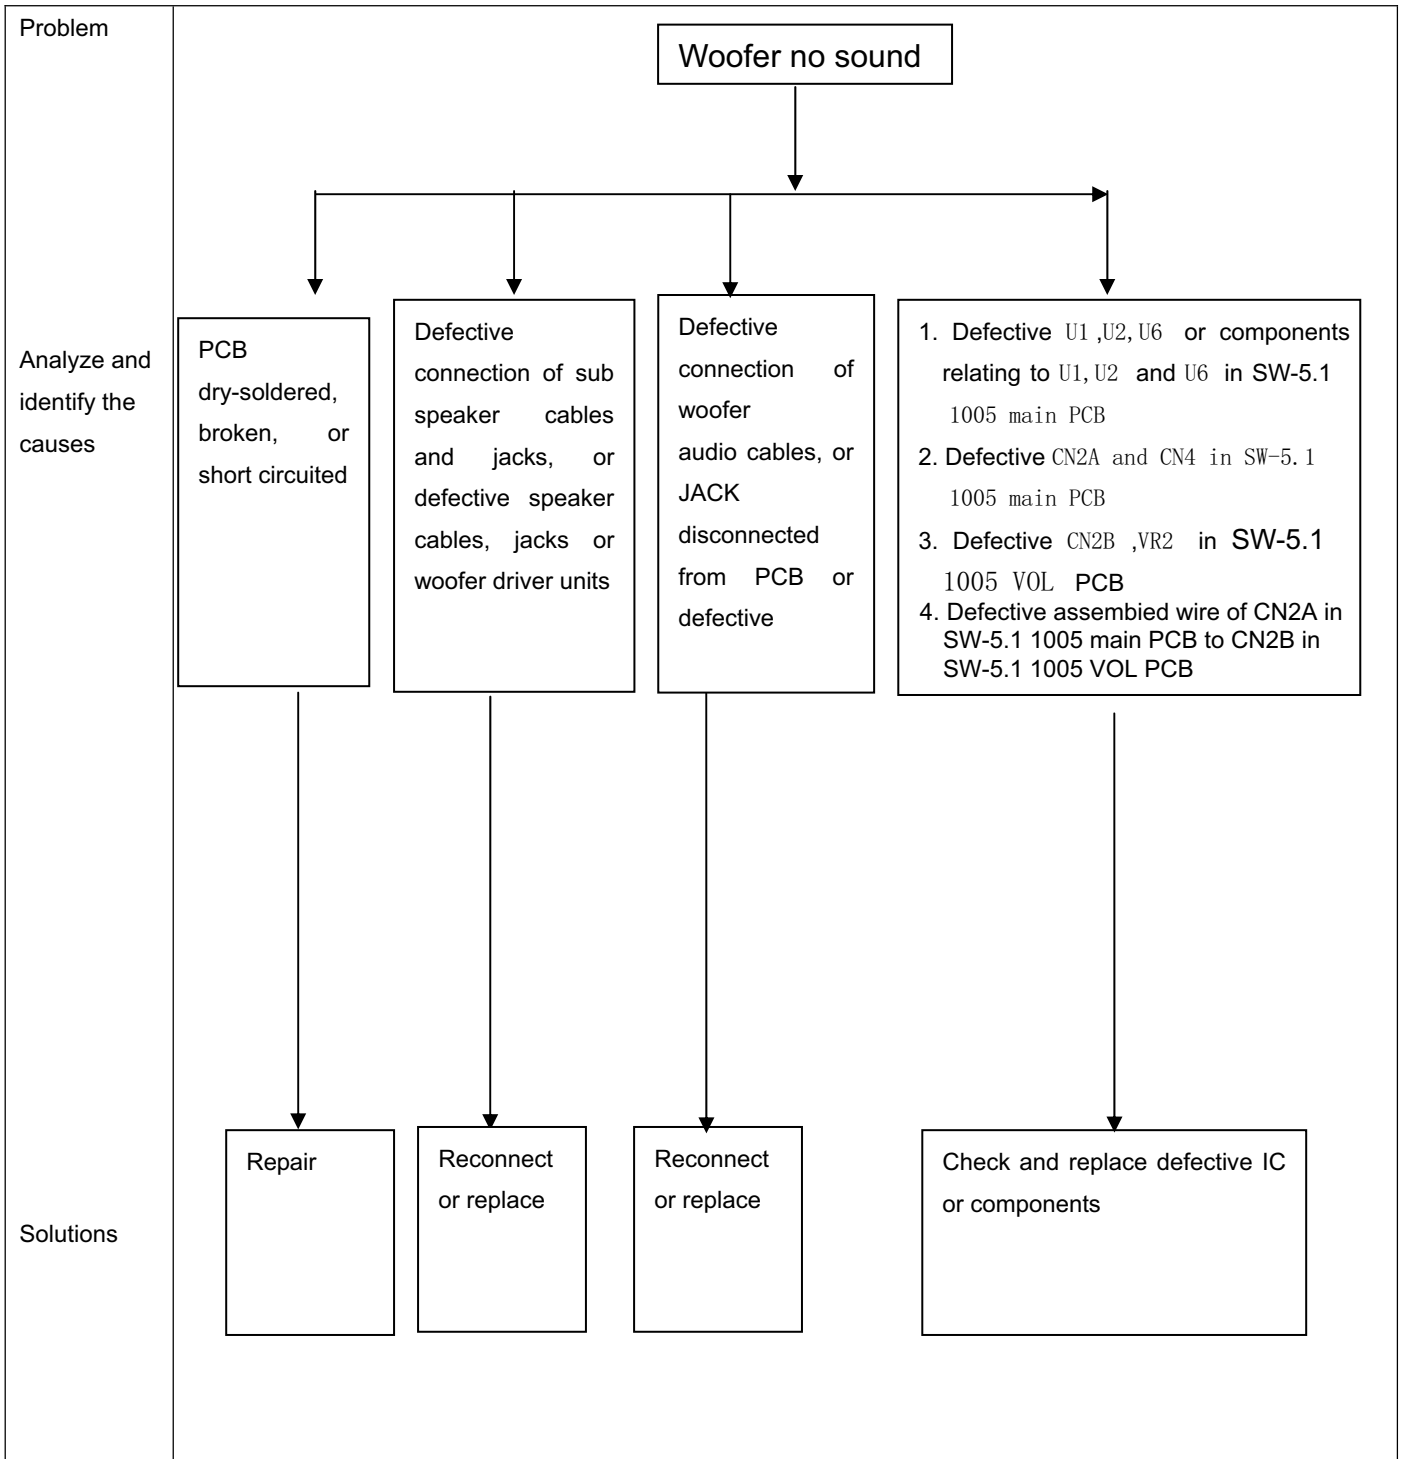 Problem
Woofer no sound
Analyze and
identify the
causes
PCB
dry-soldered,
broken, or
short circuited
Defective
connection of sub
speaker cables
and jacks, or
defective speaker
cables, jacks or
woofer driver units
Defective
connection of
woofer
audio cables, or
JACK
disconnected
from PCB or
defective
1. Defective U1 ,U2, U6 or components
relating to U1, U2 and U6 in SW-5.1
1005 main PCB
2. Defective CN2A and CN4 in SW-5.1
1005 main PCB
3. Defective CN2B ,VR2 in SW-5.1
1005 VOL PCB
4. Defective assembied wire of CN2A in
SW-5.1 1005 main PCB to CN2B in
SW-5.1 1005 VOL PCB
Solutions
Repair
Reconnect
or replace
Reconnect
or replace
Check and replace defective IC
or components